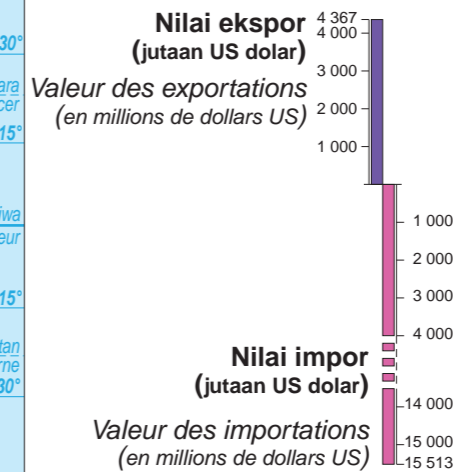 30°
ara
cer
15°
iwa
eur
15°
tan
rne
30°
Nilai ekspor
(jutaan US dolar)
Valeur des exportations
(en millions de dollars US)
4 367
4 000
3 000
2 000
1 000
1 000
2 000
3 000
4 000
Nilai impor
(jutaan US dolar)
Valeur des importations
(en millions de dollars US)
14 000
15 000
15 513